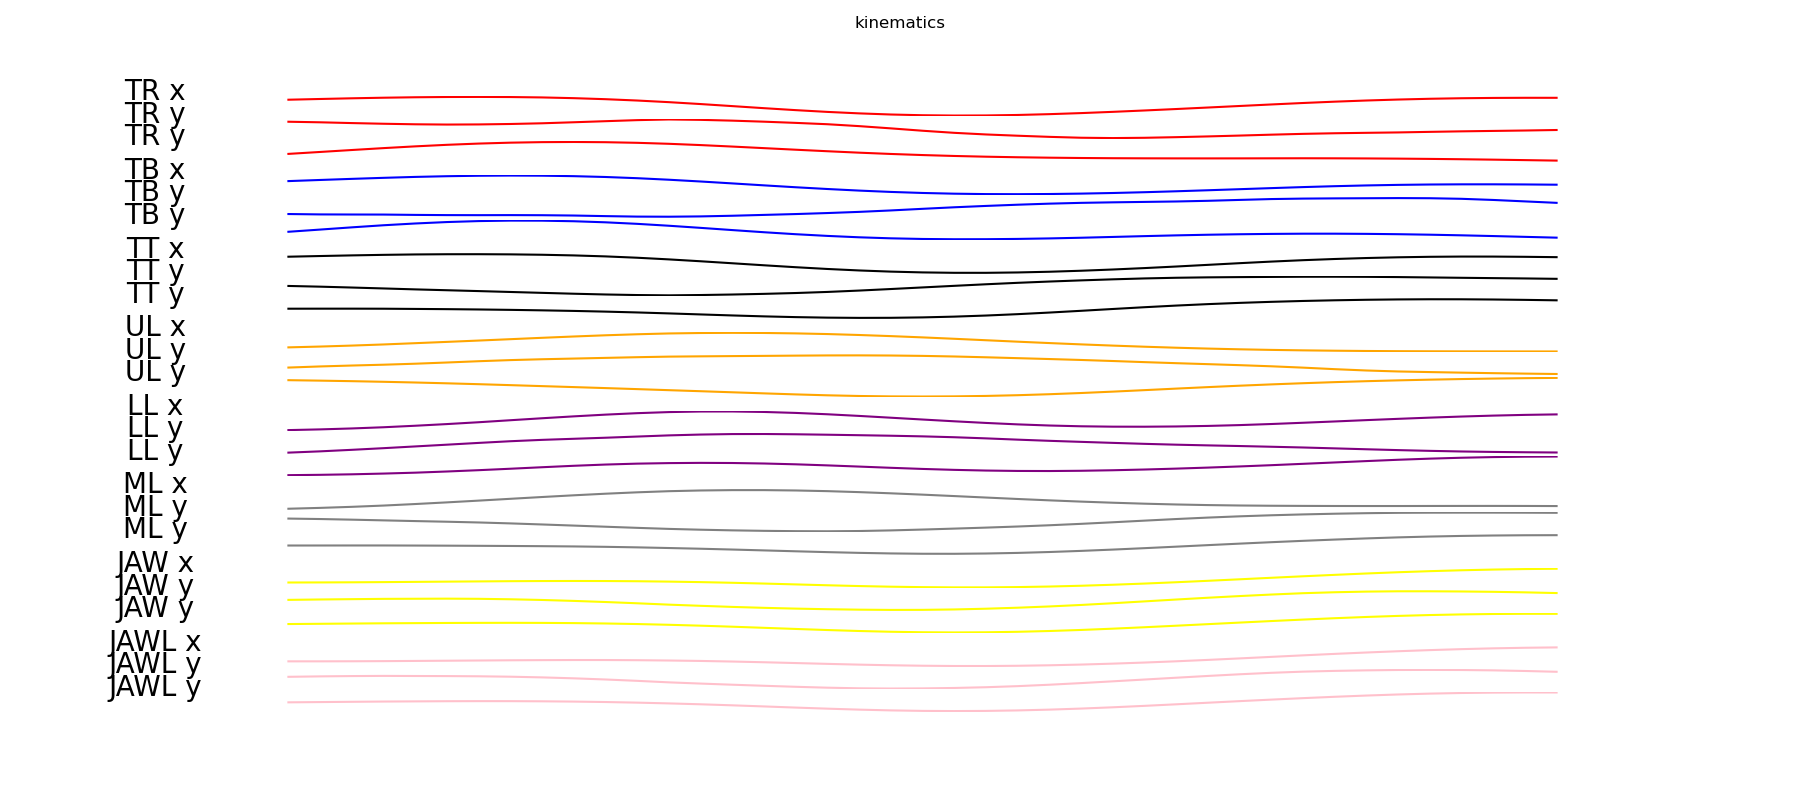 kinematics
TR x
TR y
TR y
TB x
TB y
TB y
TT x
TT y
TT y
UL x
UL y
UL y
LL x
LL y
LL y
ML x
ML y
ML y
JAW x
JAW y
JAW y
JAWL x
JAWL y
JAWL y